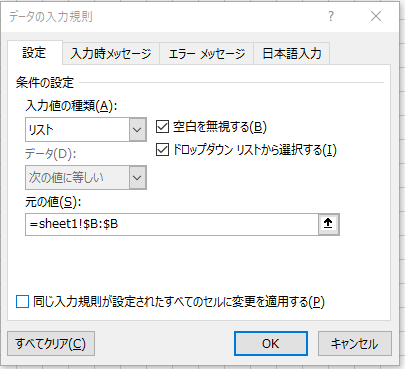 データの入力規則
設定 入力時メッセージ エラー メッセージ 日本語入力
条件の設定
入力値の種類(A):
リスト
空白を無視する(B)
データ(D):
ドロップダウン リストから選択する(I)
次の値に等しい
元の値(S):
=sheet1!$B:$B
同じ入力規則が設定されたすべてのセルに変更を適用する(P)
すべてクリア(C) OK キャンセル